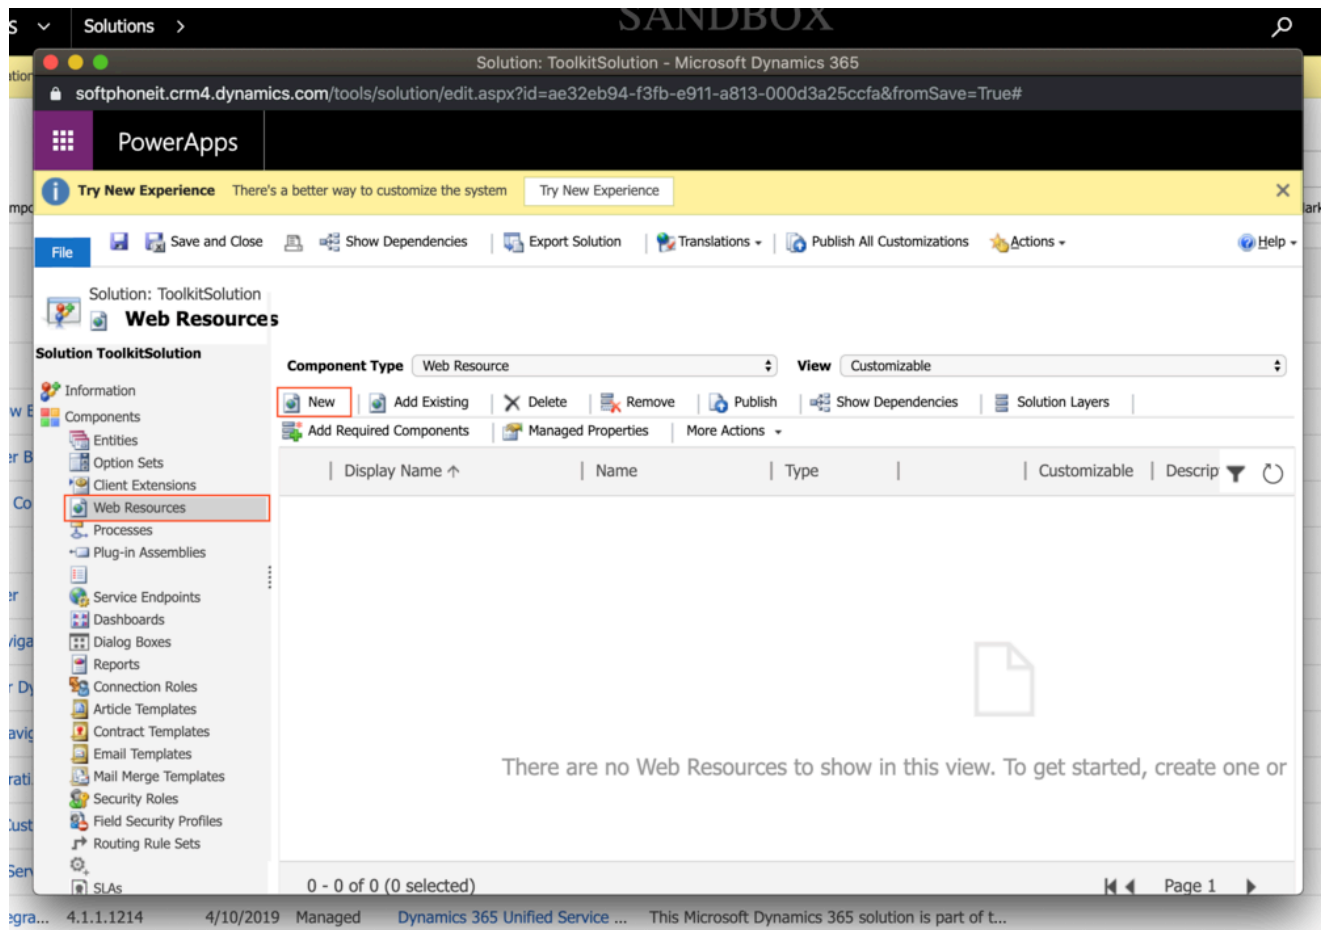 S Solutions >
SANDBOX
Solution: ToolkitSolution - Microsoft Dynamics 365
softphoneit.crm4.dynamics.com/tools/solution/edit.aspx?id=ae32eb94-f3fb-e911-a813-000d3a25ccfa&fromSave=True#
PowerApps
Try New Experience There's a better way to customize the system Try New Experience
File Save and Close Show Dependencies Export Solution Translations Publish All Customizations Actions Help
Solution: ToolkitSolution
Web Resources
Solution ToolkitSolution
Component Type Web Resource View Customizable
Information
New Add Existing Delete Remove Publish Show Dependencies Solution Layers
Components
Add Required Components Managed Properties More Actions
Entities
Option Sets
Display Name ↑ Name Type Customizable Descrip
Client Extensions
Web Resources
Processes
Plug-in Assemblies
Service Endpoints
Dashboards
Dialog Boxes
Reports
Connection Roles
Article Templates
Contract Templates
Email Templates
There are no Web Resources to show in this view. To get started, create one or
Mail Merge Templates
Security Roles
Field Security Profiles
Routing Rule Sets
SLAs
0 - 0 of 0 (0 selected) Page 1
egra... 4.1.1.1214 4/10/2019 Managed Dynamics 365 Unified Service ... This Microsoft Dynamics 365 solution is part of t...